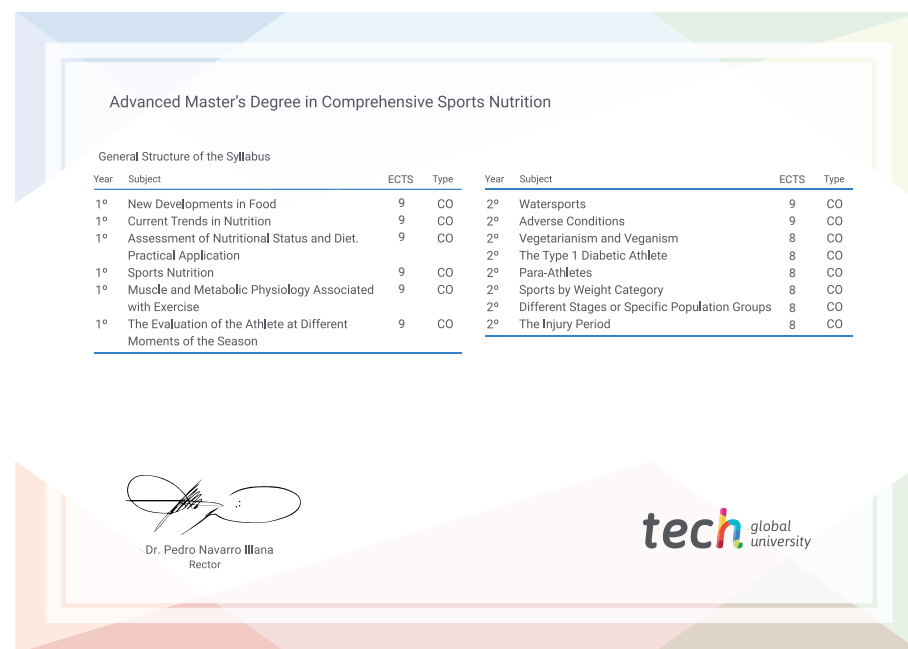 Advanced Master's Degree in Comprehensive Sports Nutrition
General Structure of the Syllabus
Year Subject ECTS Type
1º New Developments in Food 9 CO
1º Current Trends in Nutrition 9 CO
1º Assessment of Nutritional Status and Diet. 9 CO
Practical Application
1º Sports Nutrition 9 CO
1º Muscle and Metabolic Physiology Associated 9 CO
with Exercise
1º The Evaluation of the Athlete at Different 9 CO
Moments of the Season
Year Subject ECTS Type
2º Watersports 9 CO
2º Adverse Conditions 9 CO
2º Vegetarianism and Veganism 8 CO
2º The Type 1 Diabetic Athlete 8 CO
2º Para-Athletes 8 CO
2º Sports by Weight Category 8 CO
2º Different Stages or Specific Population Groups 8 CO
2º The Injury Period 8 CO
Dr. Pedro Navarro Illana
Rector
tech global
university